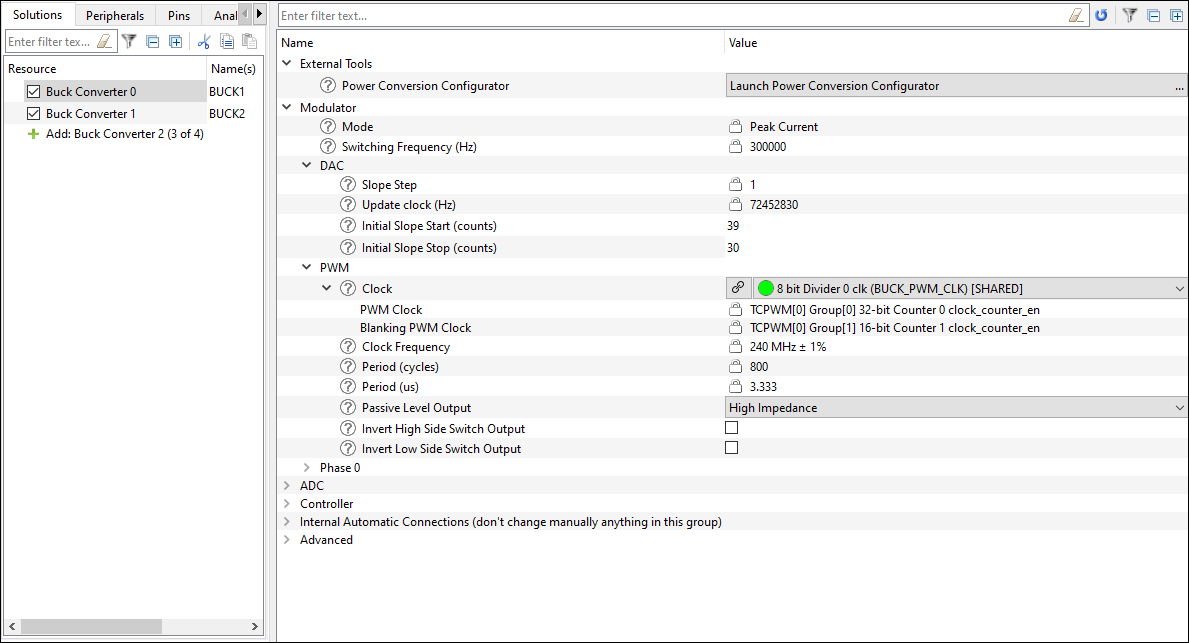 Solutions Peripherals Pins Anal
Enter filter tex...
Resource Name(s)
Buck Converter 0 BUCK1
Buck Converter 1 BUCK2
Add: Buck Converter 2 (3 of 4)
Enter filter text...
Name Value
External Tools
Power Conversion Configurator Launch Power Conversion Configurator ...
Modulator
Mode Peak Current
Switching Frequency (Hz) 300000
DAC
Slope Step 1
Update clock (Hz) 72452830
Initial Slope Start (counts) 39
Initial Slope Stop (counts) 30
PWM
Clock 8 bit Divider 0 clk (BUCK_PWM_CLK) [SHARED]
PWM Clock TCPWM[0] Group[0] 32-bit Counter 0 clock_counter_en
Blanking PWM Clock TCPWM[0] Group[1] 16-bit Counter 1 clock_counter_en
Clock Frequency 240 MHz ± 1%
Period (cycles) 800
Period (us) 3.333
Passive Level Output High Impedance
Invert High Side Switch Output
Invert Low Side Switch Output
Phase 0
ADC
Controller
Internal Automatic Connections (don't change manually anything in this group)
Advanced